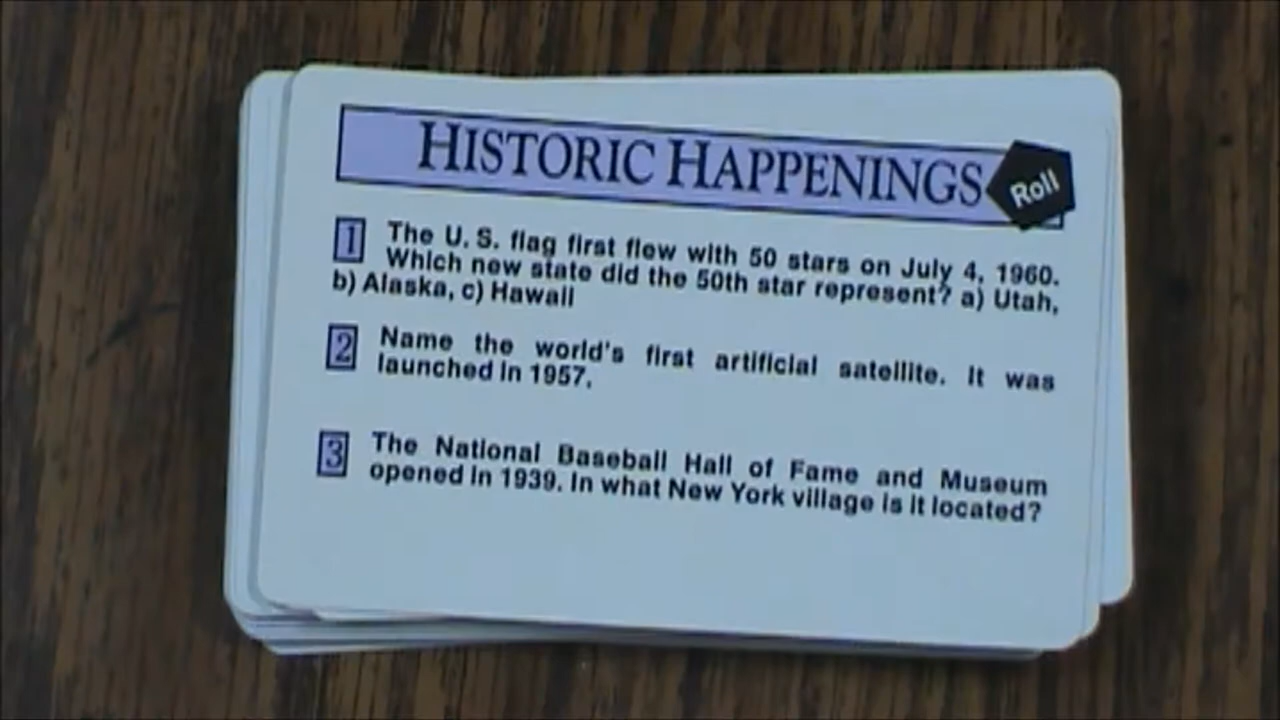 HISTORIC HAPPENINGS Roll
1 The U. S. flag first flew with 50 stars on July 4, 1960.
Which new state did the 50th star represent? a) Utah,
b) Alaska, c) Hawaii
2 Name the world's first artificial satellite. It was
launched in 1957.
3 The National Baseball Hall of Fame and Museum
opened in 1939. In what New York village is it located?